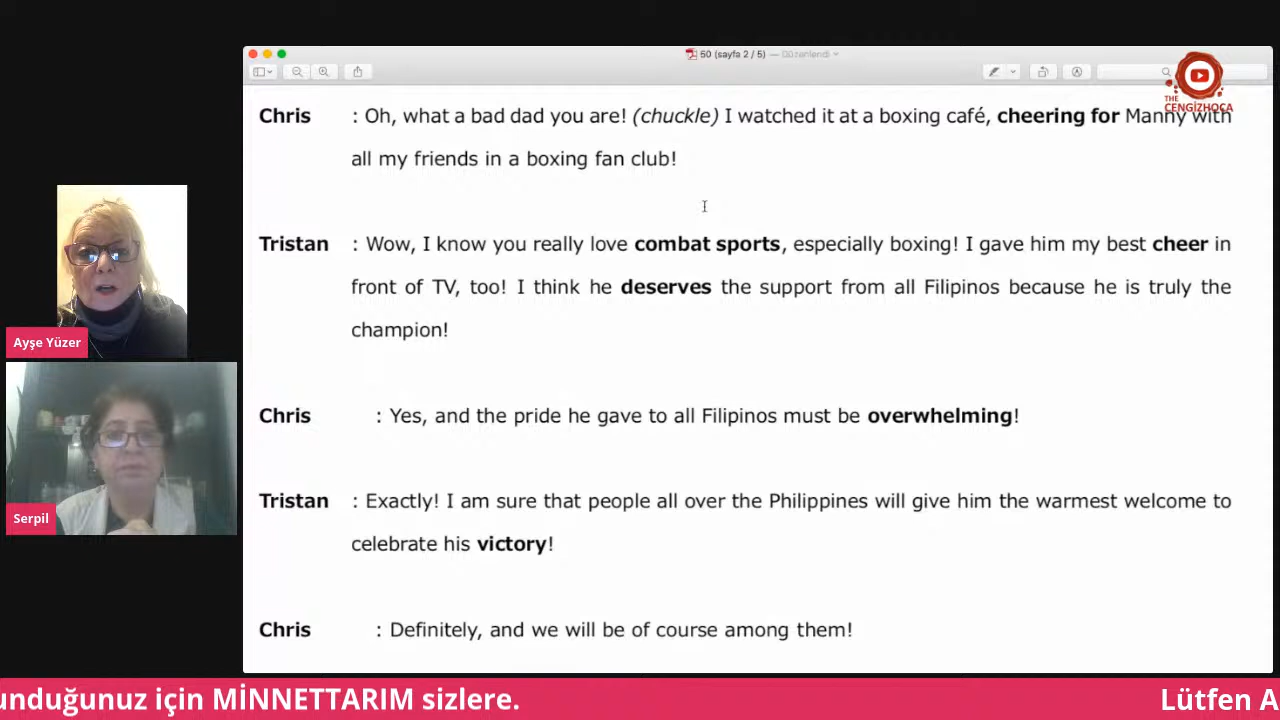 50 (sayfa 2 / 5) — Düzenlendi
THE
CENGİZHOCA
Chris : Oh, what a bad dad you are! (chuckle) I watched it at a boxing café, cheering for Manny with
all my friends in a boxing fan club!
Tristan : Wow, I know you really love combat sports, especially boxing! I gave him my best cheer in
front of TV, too! I think he deserves the support from all Filipinos because he is truly the
champion!
Chris : Yes, and the pride he gave to all Filipinos must be overwhelming!
Tristan : Exactly! I am sure that people all over the Philippines will give him the warmest welcome to
celebrate his victory!
Chris : Definitely, and we will be of course among them!
Ayşe Yüzer
Serpil
unduğunuz için MİNNETTARIM sizlere. Lütfen A